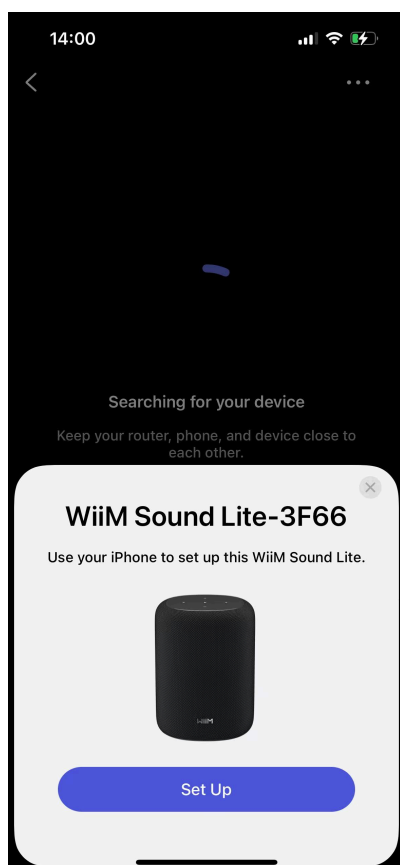 14:00
Searching for your device
Keep your router, phone, and device close to
each other.
WiiM Sound Lite-3F66
Use your iPhone to set up this WiiM Sound Lite.
WiiM
Set Up